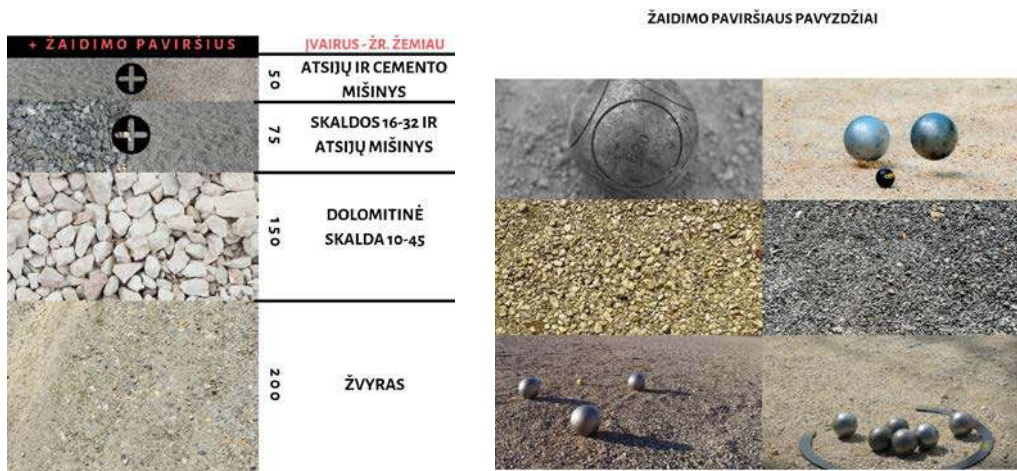 + ŽAIDIMO PAVIRŠIUS
ĮVAIRUS - ŽR. ŽEMIAU
50
ATSIJŲ IR CEMENTO
MIŠINYS
75
SKALDOS 16-32 IR
ATSIJŲ MIŠINYS
150
DOLOMITINĖ
SKALDA 10-45
200
ŽVYRAS
ŽAIDIMO PAVIRŠIAUS PAVYZDŽIAI